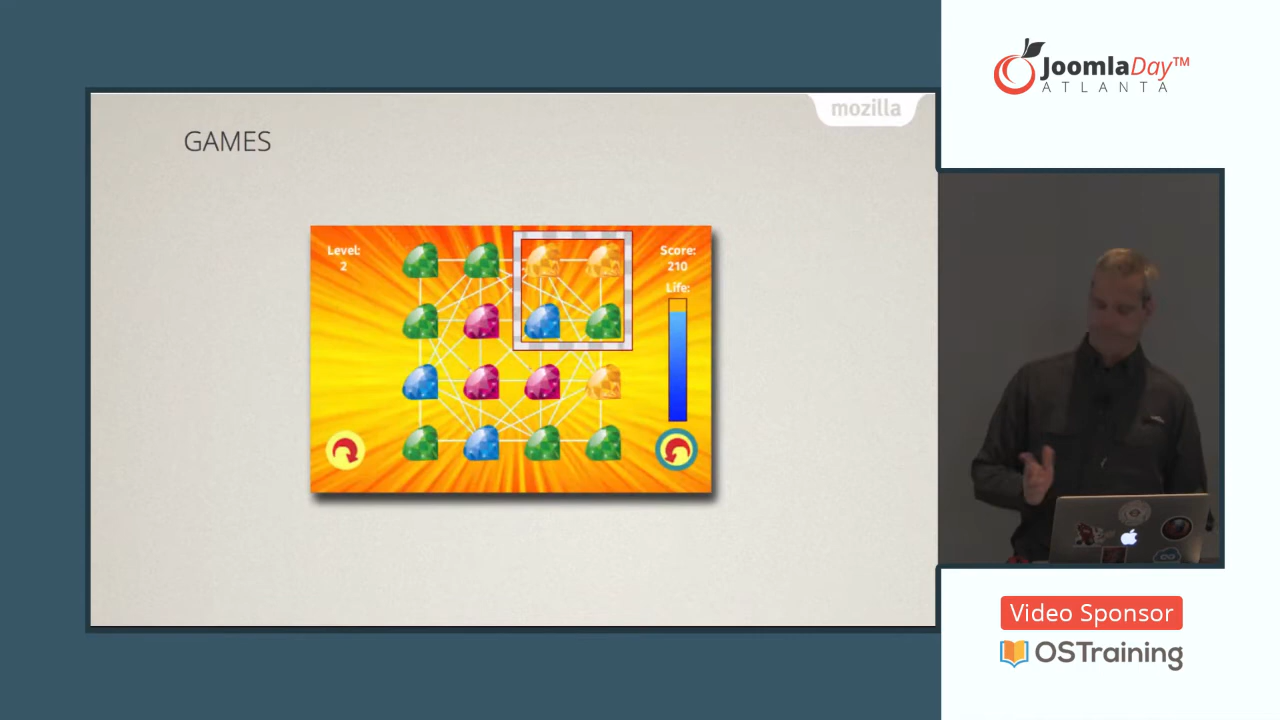 GAMES
mozilla
Level:
2
Score:
210
Life:
JoomlaDay™
ATLANTA
Video Sponsor
OSTraining